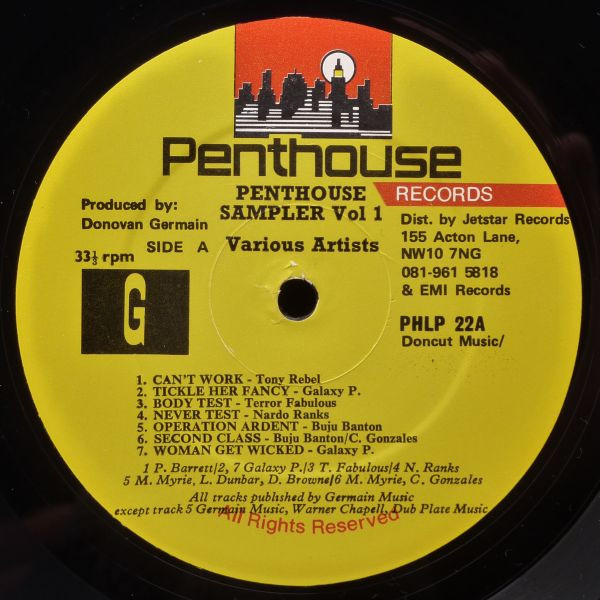 Penthouse
RECORDS
PENTHOUSE
SAMPLER Vol 1
Various Artists
Produced by:
Donovan Germain
SIDE A
33⅓ rpm
G
Dist. by Jetstar Records
155 Acton Lane,
NW10 7NG
081-961 5818
& EMI Records
PHLP 22A
Doncut Music/
1. CAN'T WORK - Tony Rebel
2. TICKLE HER FANCY - Galaxy P.
3. BODY TEST - Terror Fabulous
4. NEVER TEST - Nardo Ranks
5. OPERATION ARDENT - Buju Banton
6. SECOND CLASS - Buju Banton/C. Gonzales
7. WOMAN GET WICKED - Galaxy P.
1 P. Barrett/2, 7 Galaxy P./3 T. Fabulous/4 N. Ranks
5 M. Myrie, L. Dunbar, D. Browne/6 M. Myrie, C. Gonzales
All tracks published by Germain Music
except track 5 Germain Music, Warner Chapell, Dub Plate Music
All Rights Reserved